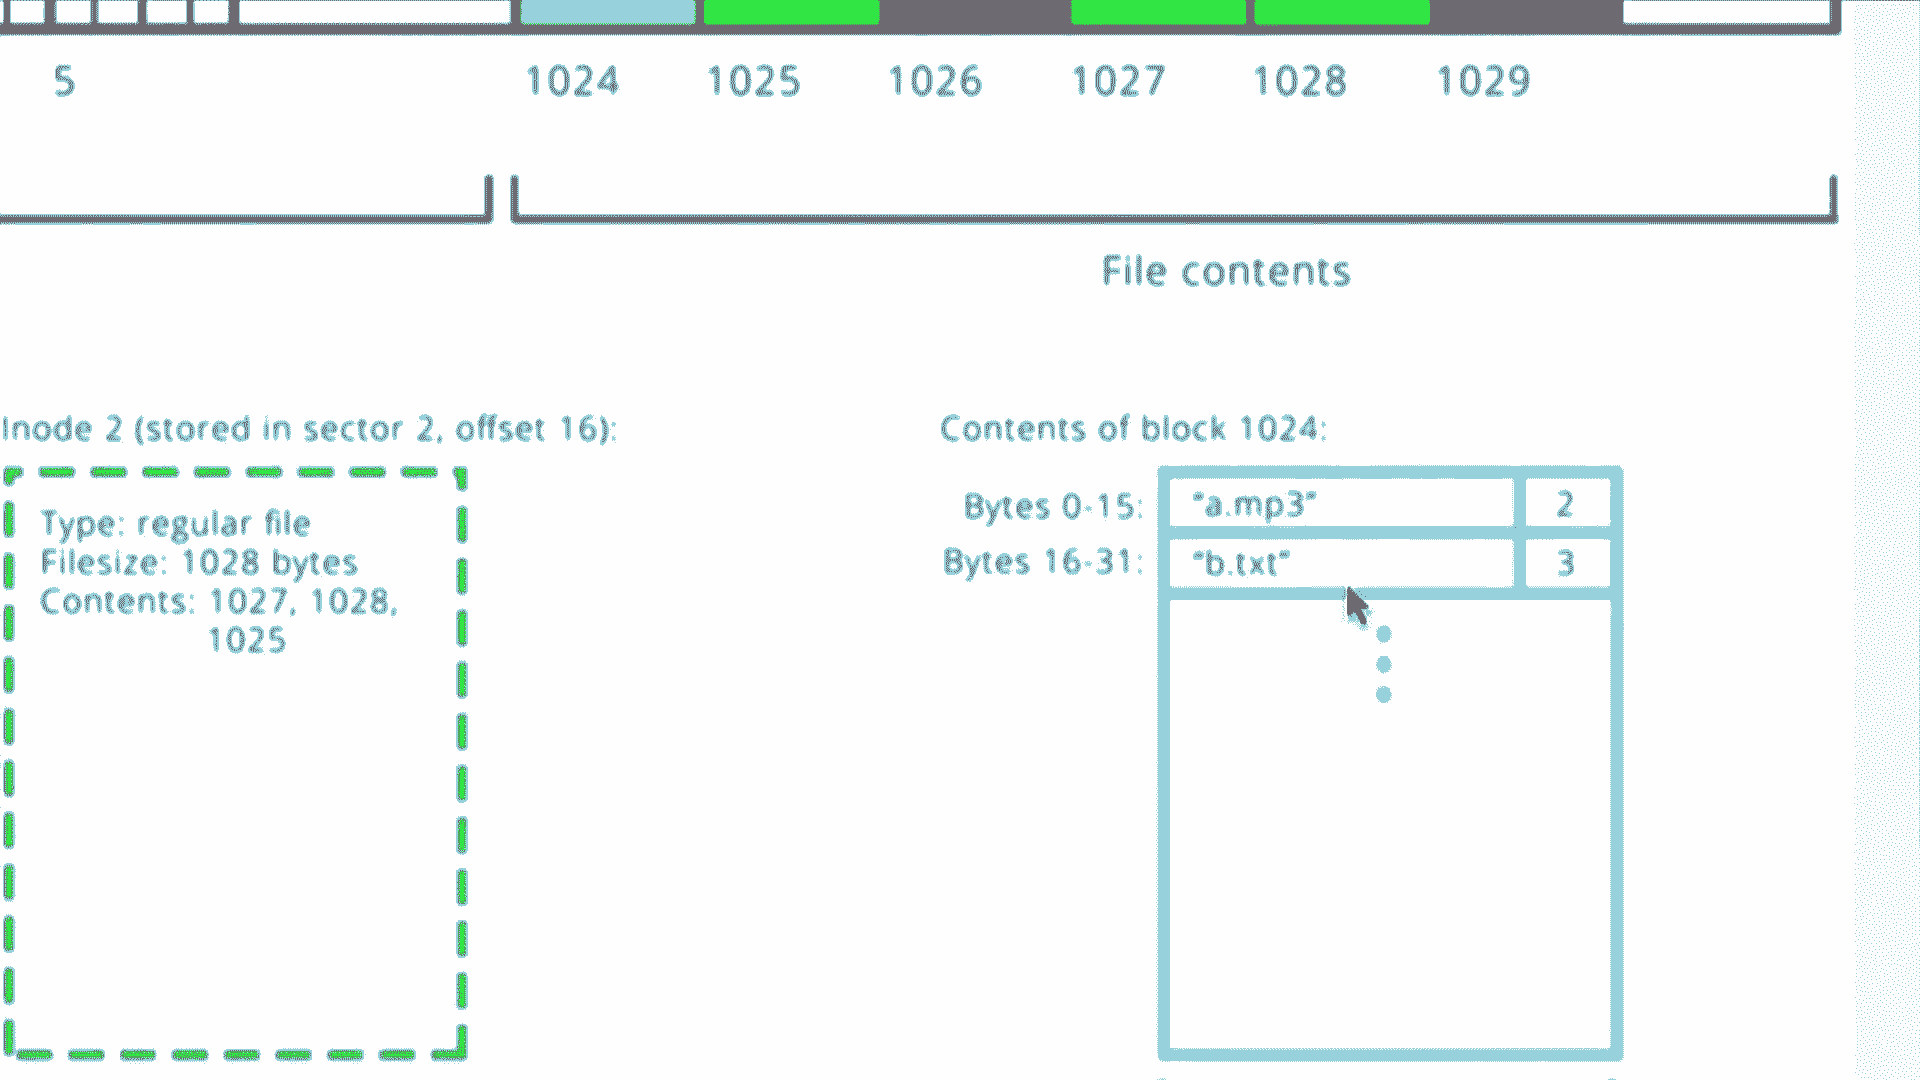 5 1024 1025 1026 1027 1028 1029
File contents
Inode 2 (stored in sector 2, offset 16):
Type: regular file
Filesize: 1028 bytes
Contents: 1027, 1028,
1025
Contents of block 1024:
Bytes 0-15: "a.mp3" 2
Bytes 16-31: "b.txt" 3